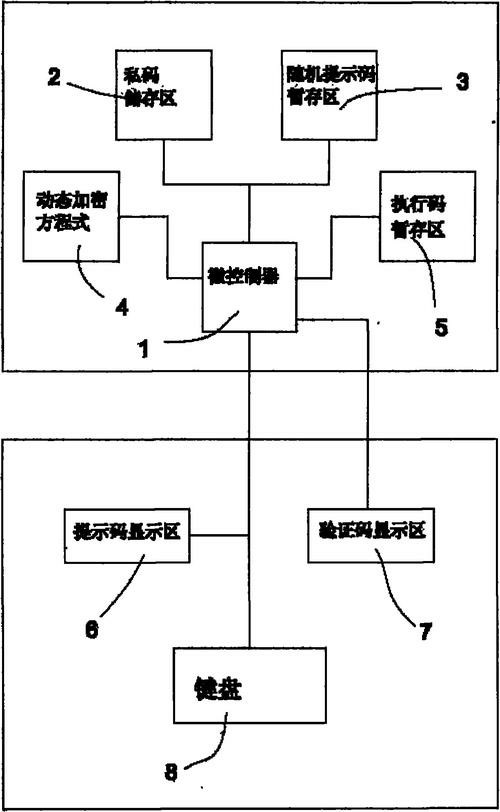 私码
储存区
2
随机提示码
暂存区
3
动态加密
方程式
4
执行码
暂存区
5
微控制器
1
提示码显示区
6
验证码显示区
7
键盘
8